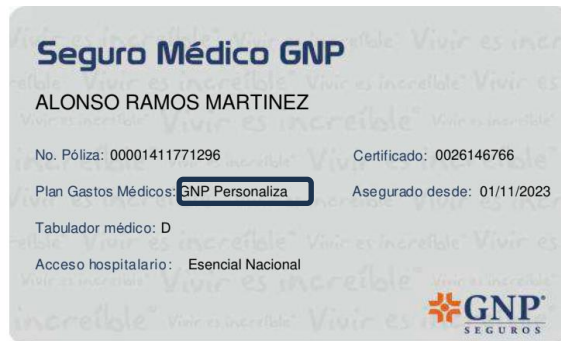 Seguro Médico GNP
ALONSO RAMOS MARTINEZ
No. Póliza: 00001411771296 Certificado: 0026146766
Plan Gastos Médicos: GNP Personaliza Asegurado desde: 01/11/2023
Tabulador médico: D
Acceso hospitalario: Esencial Nacional
GNP
SEGUROS